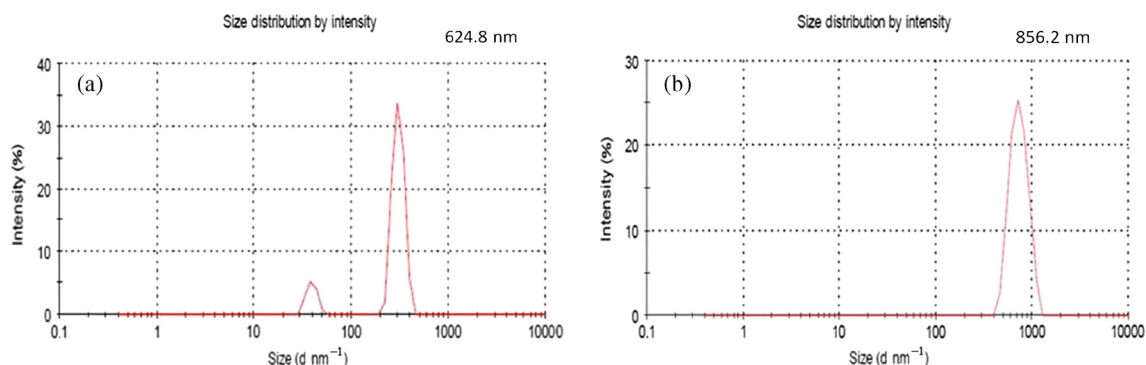 Size distribution by intensity
624.8 nm
(a)
40
30
20
10
0
Intensity (%)
0.1 1 10 100 1000 10000
Size (d nm⁻¹)
Size distribution by intensity
856.2 nm
(b)
30
20
10
0
Intensity (%)
0.1 1 10 100 1000 10000
Size (d nm⁻¹)